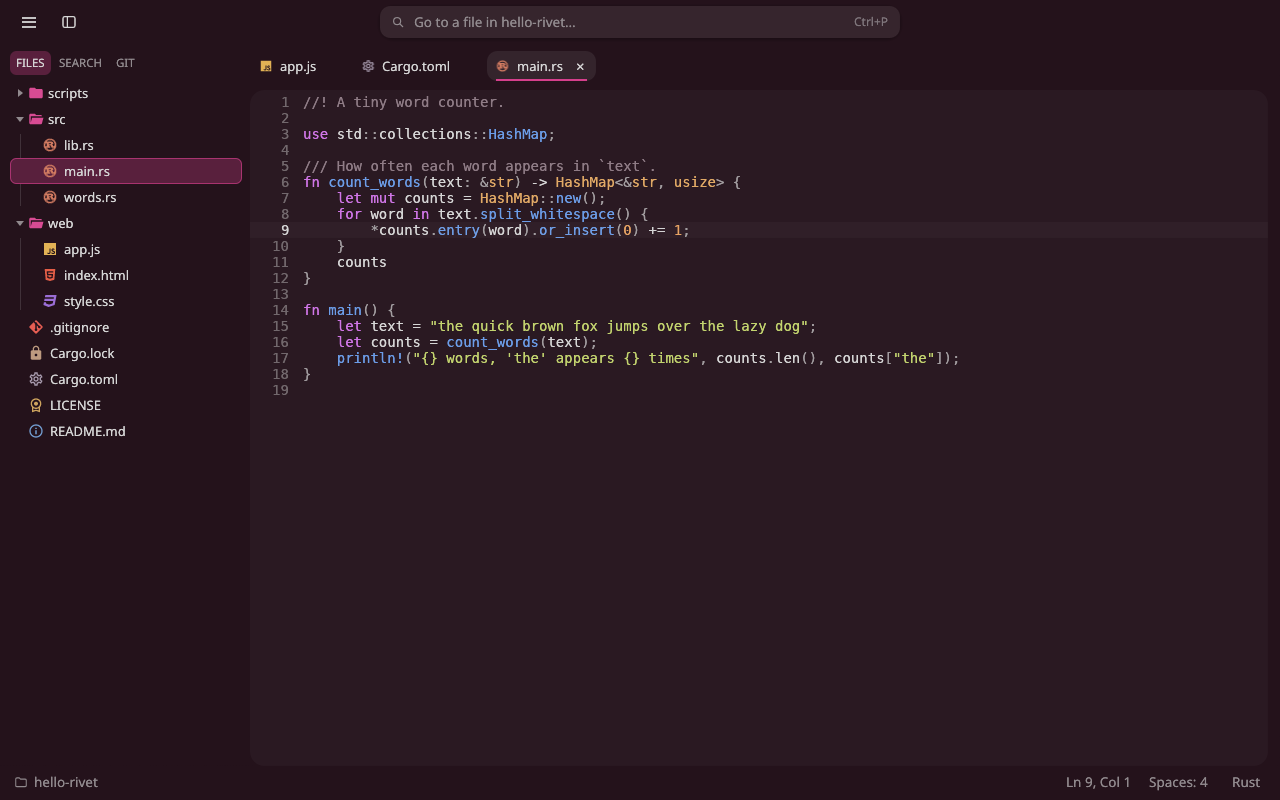 Go to a file in hello-rivet... Ctrl+P
FILES SEARCH GIT
scripts
src
lib.rs
main.rs
words.rs
web
app.js
index.html
style.css
.gitignore
Cargo.lock
Cargo.toml
LICENSE
README.md
app.js Cargo.toml main.rs ×
1 //! A tiny word counter.
2
3 use std::collections::HashMap;
4
5 /// How often each word appears in `text`.
6 fn count_words(text: &str) -> HashMap<&str, usize> {
7     let mut counts = HashMap::new();
8     for word in text.split_whitespace() {
9         *counts.entry(word).or_insert(0) += 1;
10     }
11     counts
12 }
13
14 fn main() {
15     let text = "the quick brown fox jumps over the lazy dog";
16     let counts = count_words(text);
17     println!("{} words, 'the' appears {} times", counts.len(), counts["the"]);
18 }
19
hello-rivet
Ln 9, Col 1 Spaces: 4 Rust